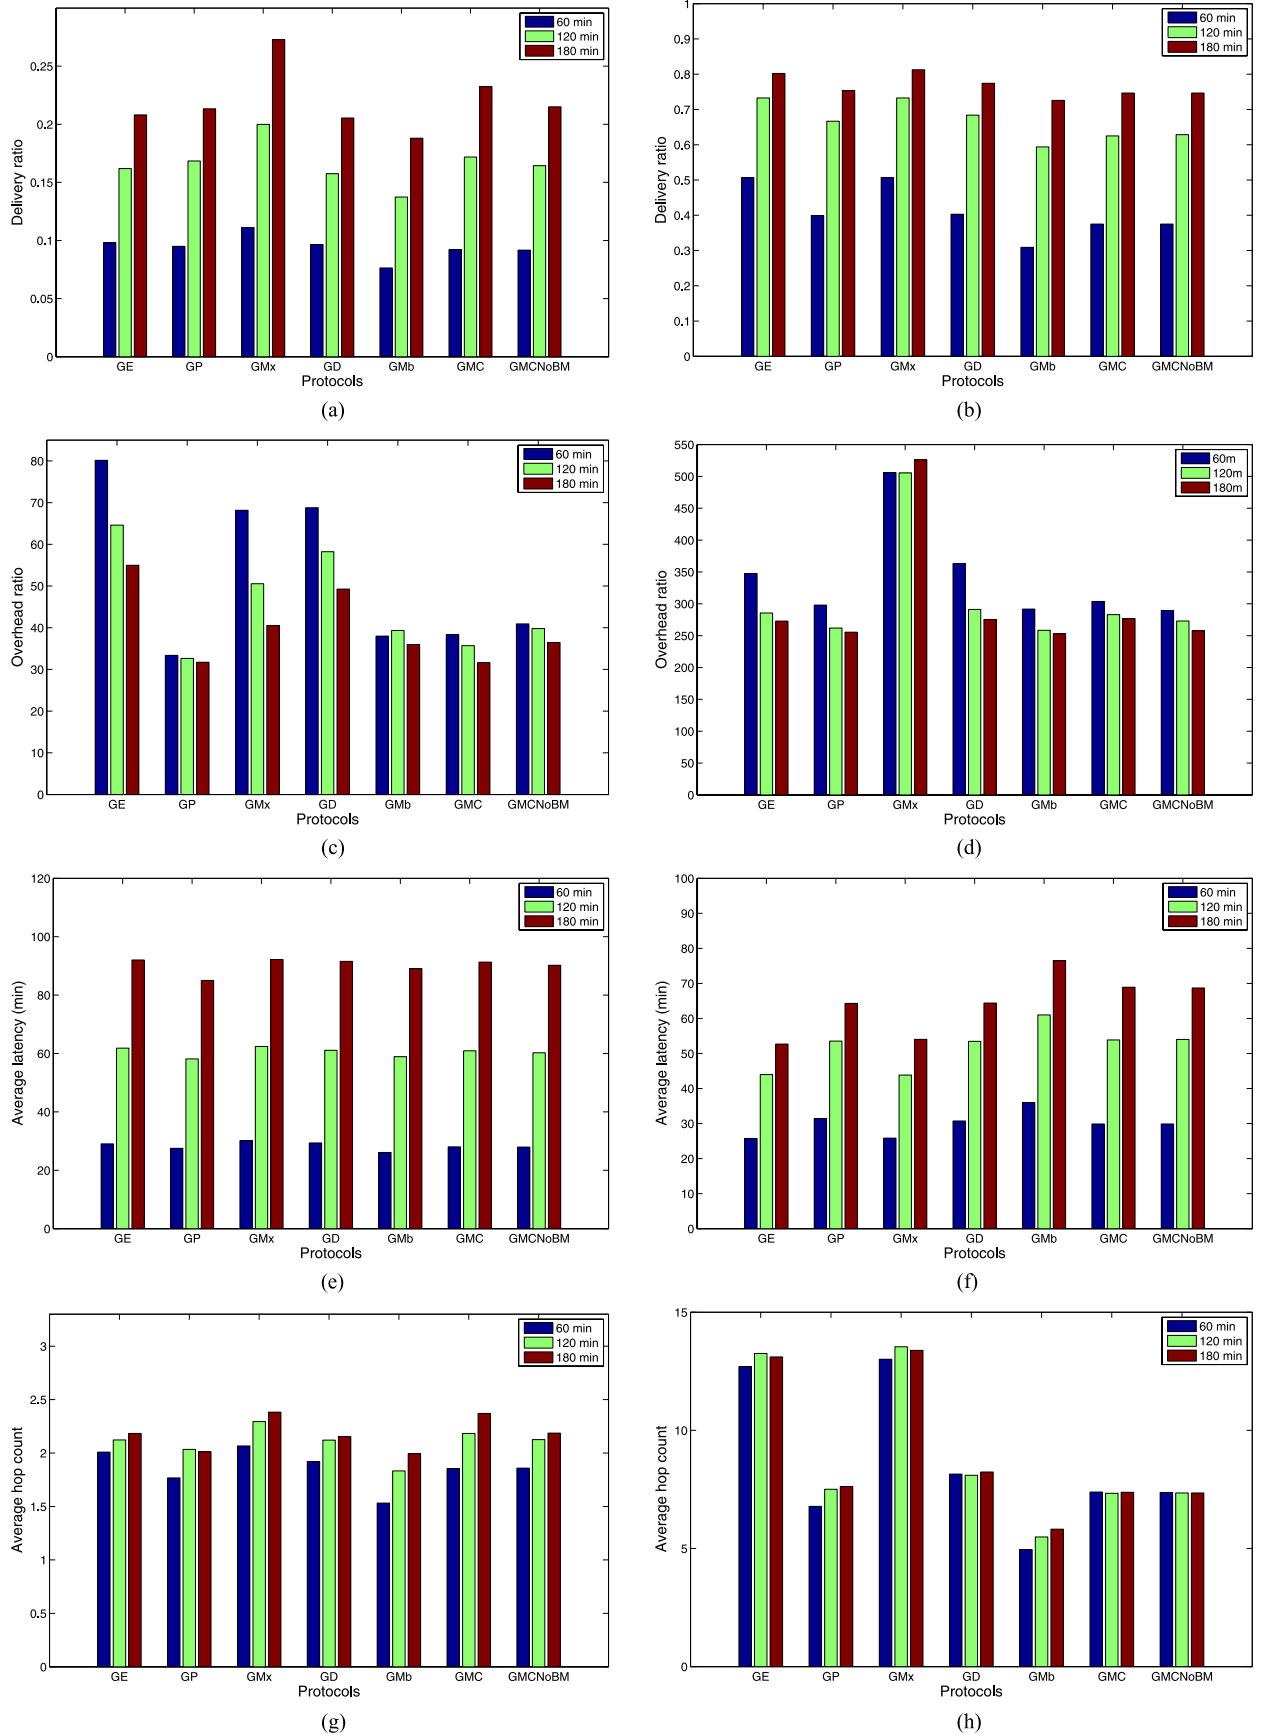 60 min
120 min
180 min
0.25
0.2
0.15
0.1
0.05
0
Delivery ratio
GE GP GMx GD GMb GMC GMCNoBM
Protocols
(a)
60 min
120 min
180 min
1
0.9
0.8
0.7
0.6
0.5
0.4
0.3
0.2
0.1
0
Delivery ratio
GE GP GMx GD GMb GMC GMCNoBM
Protocols
(b)
60 min
120 min
180 min
80
70
60
50
40
30
20
10
0
Overhead ratio
GE GP GMx GD GMb GMC GMCNoBM
Protocols
(c)
60m
120m
180m
550
500
450
400
350
300
250
200
150
100
50
0
Overhead ratio
GE GP GMx GD GMb GMC GMCNoBM
Protocols
(d)
60 min
120 min
180 min
120
100
80
60
40
20
0
Average latency (min)
GE GP GMx GD GMb GMC GMCNoBM
Protocols
(e)
60 min
120 min
180 min
100
90
80
70
60
50
40
30
20
10
0
Average latency (min)
GE GP GMx GD GMb GMC GMCNoBM
Protocols
(f)
60 min
120 min
180 min
3
2.5
2
1.5
1
0.5
0
Average hop count
GE GP GMx GD GMb GMC GMCNoBM
Protocols
(g)
60 min
120 min
180 min
15
10
5
0
Average hop count
GE GP GMx GD GMb GMC GMCNoBM
Protocols
(h)